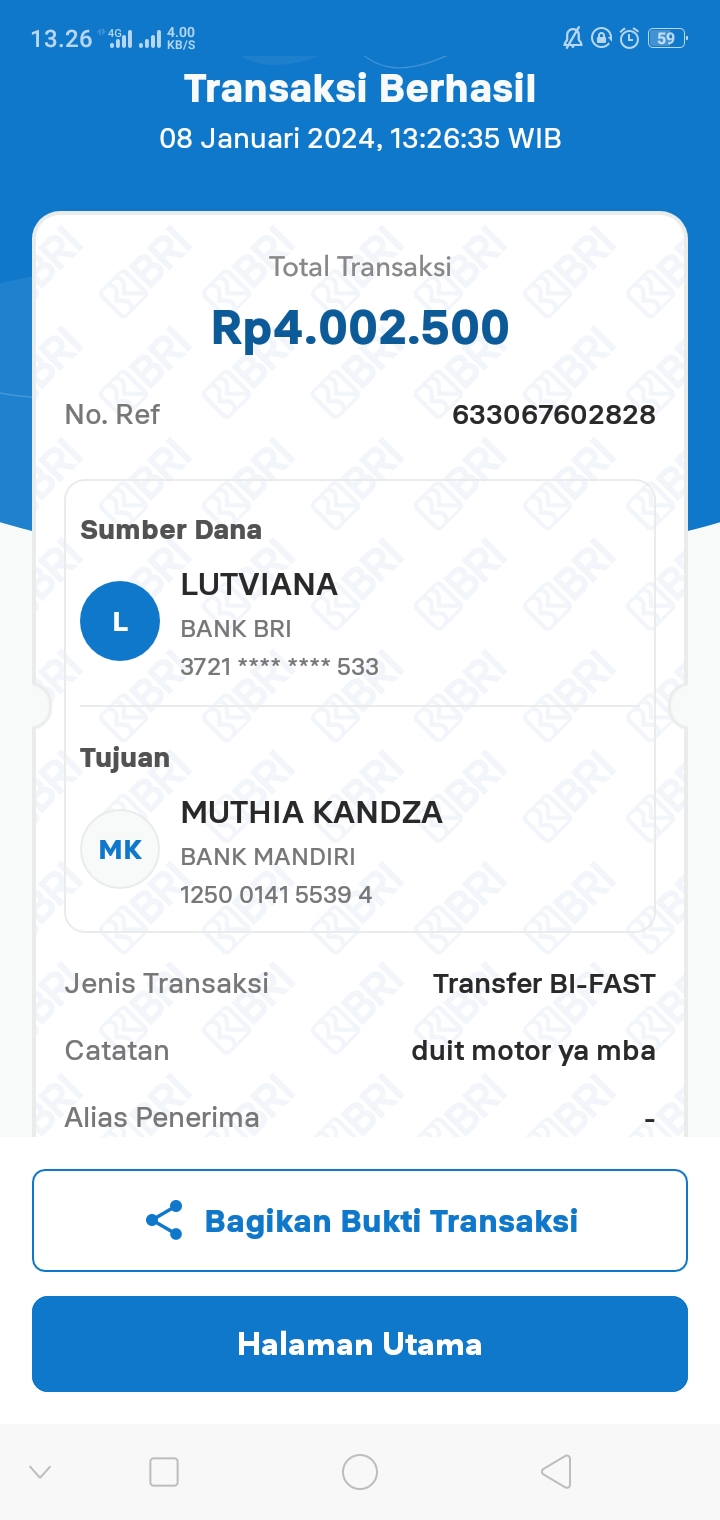 13.26 4G 4.00 KB/S 59
Transaksi Berhasil
08 Januari 2024, 13:26:35 WIB
Total Transaksi
Rp4.002.500
No. Ref 633067602828
Sumber Dana
L LUTVIANA
BANK BRI
3721 **** **** 533
Tujuan
MK MUTHIA KANDZA
BANK MANDIRI
1250 0141 5539 4
Jenis Transaksi Transfer BI-FAST
Catatan duit motor ya mba
Alias Penerima -
Bagikan Bukti Transaksi
Halaman Utama